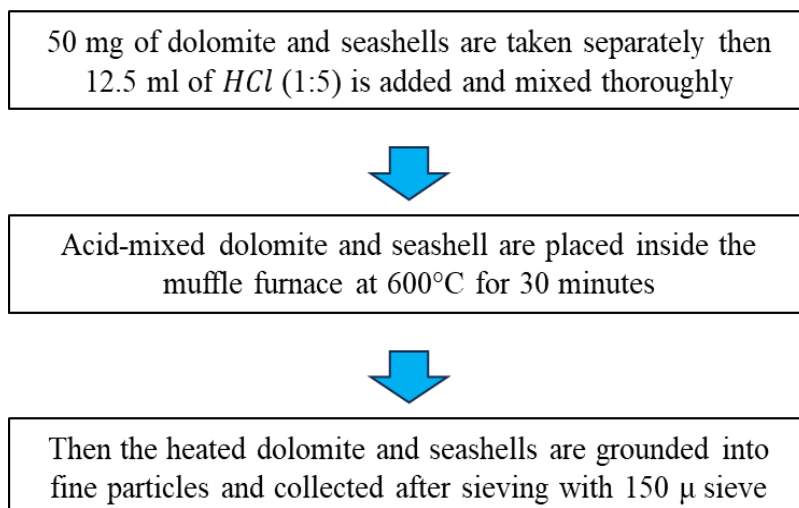 50 mg of dolomite and seashells are taken separately then
12.5 ml of HCl (1:5) is added and mixed thoroughly
Acid-mixed dolomite and seashell are placed inside the
muffle furnace at 600°C for 30 minutes
Then the heated dolomite and seashells are grounded into
fine particles and collected after sieving with 150 μ sieve